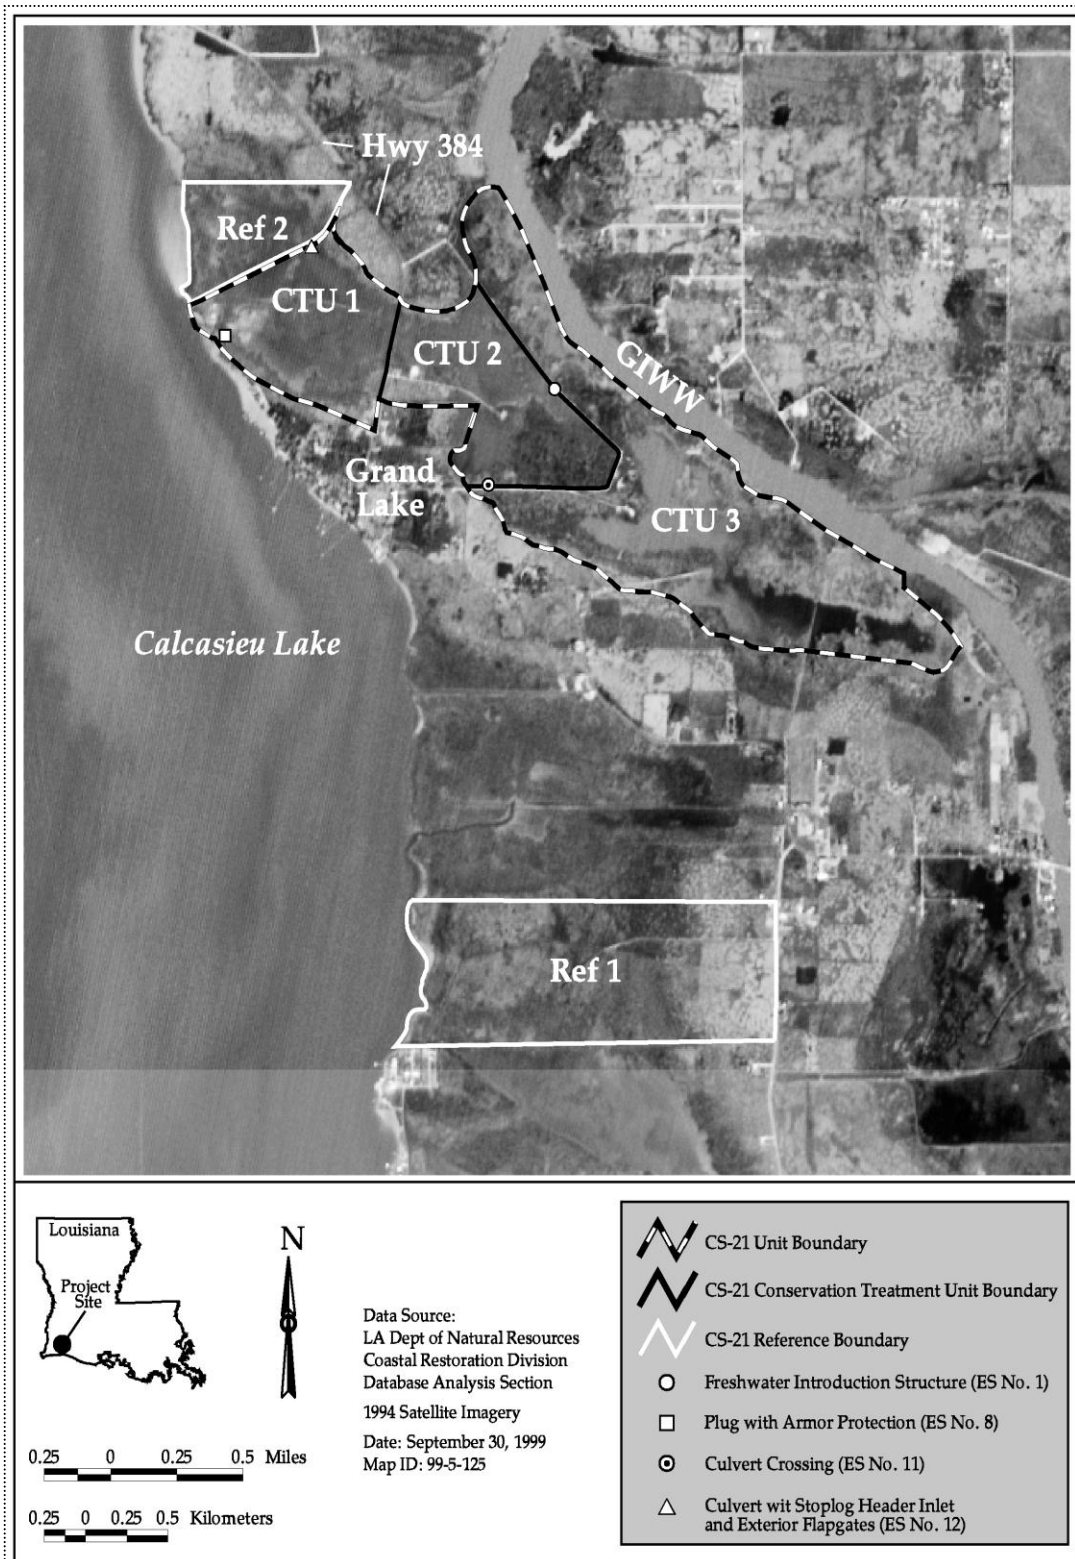 Hwy 384
Ref 2
CTU 1
CTU 2
GIWW
Grand
Lake
CTU 3
Calcasieu Lake
Ref 1
Louisiana
Project
Site
N
0.25 0 0.25 0.5 Miles
0.25 0 0.25 0.5 Kilometers
Data Source:
LA Dept of Natural Resources
Coastal Restoration Division
Database Analysis Section
1994 Satellite Imagery
Date: September 30, 1999
Map ID: 99-5-125
CS-21 Unit Boundary
CS-21 Conservation Treatment Unit Boundary
CS-21 Reference Boundary
Freshwater Introduction Structure (ES No. 1)
Plug with Armor Protection (ES No. 8)
Culvert Crossing (ES No. 11)
Culvert wit Stoplog Header Inlet
and Exterior Flapgates (ES No. 12)